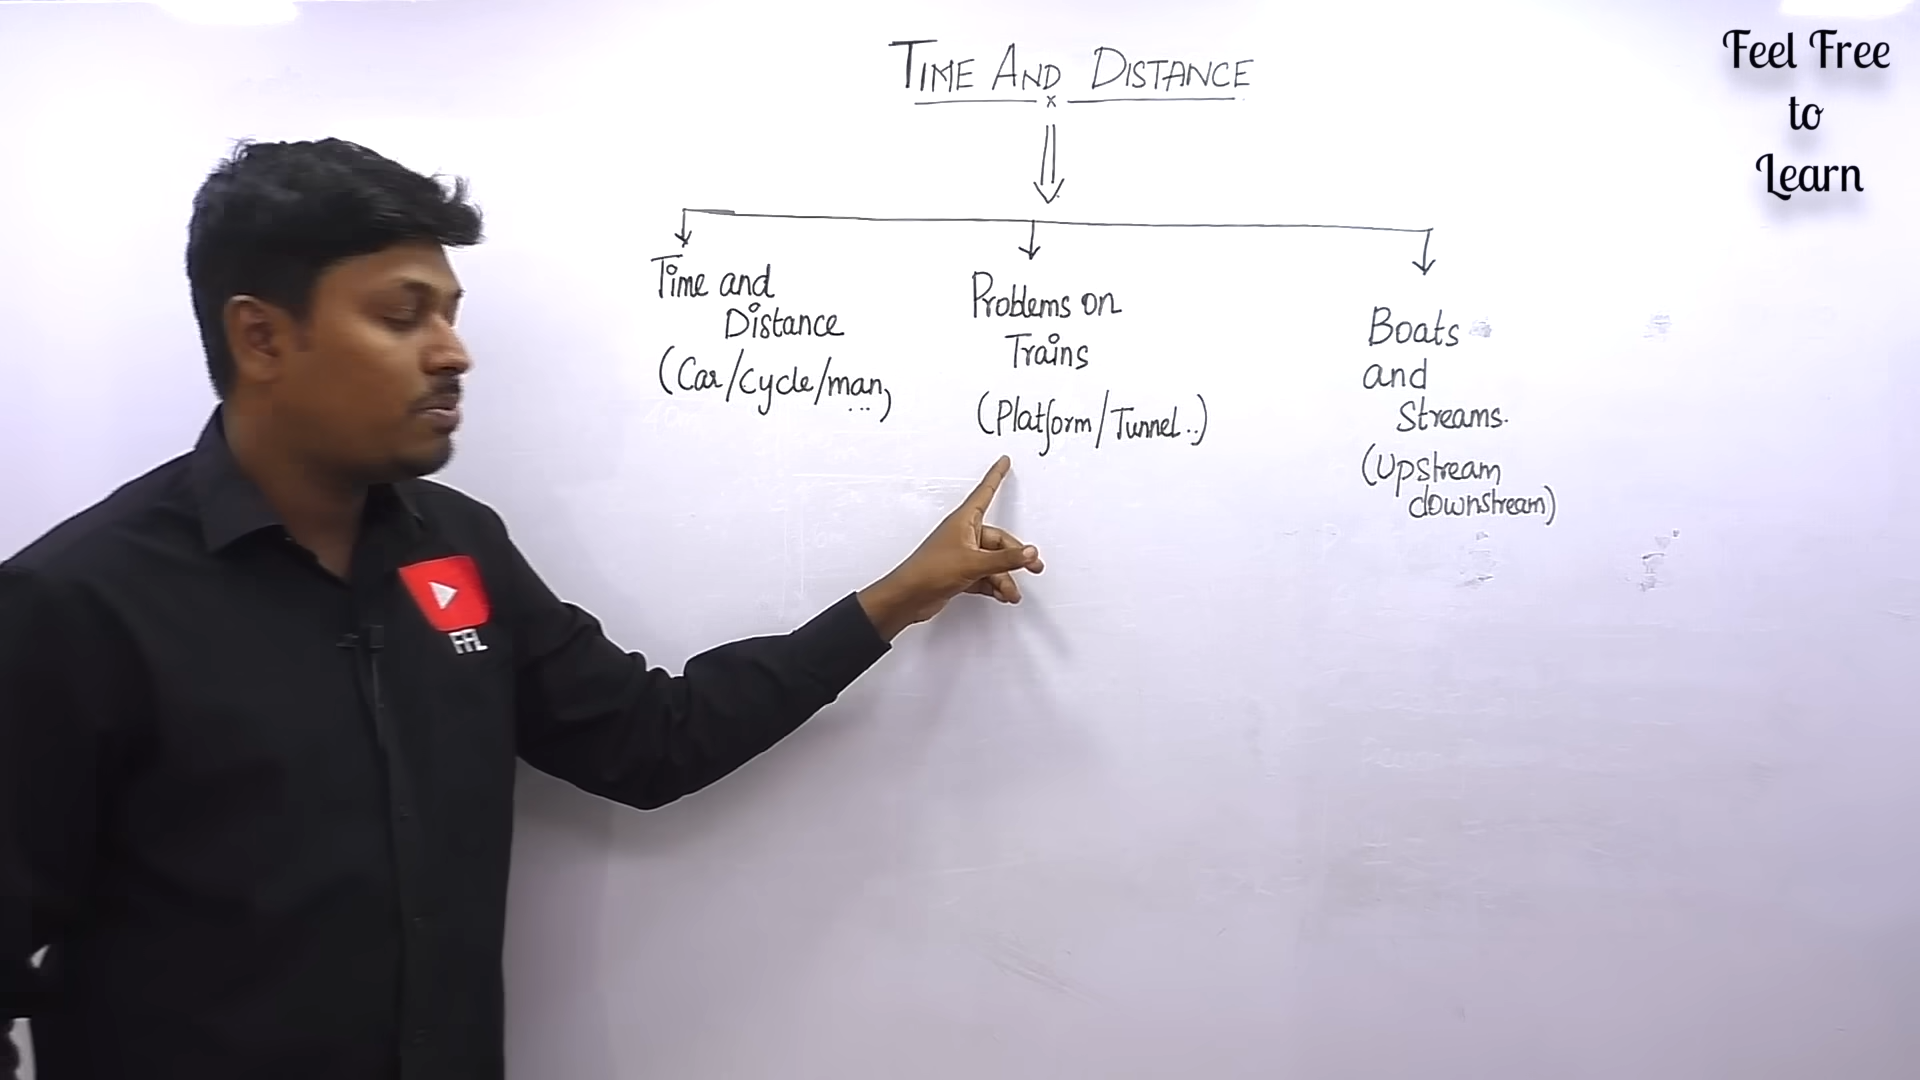 Feel Free
to
Learn
TIME AND DISTANCE
x
Time and
Distance
(Car/cycle/man,
...
Problems on
Trains
(Platform/Tunnel..)
Boats
and
Streams.
(Upstream
downstream)
FFL